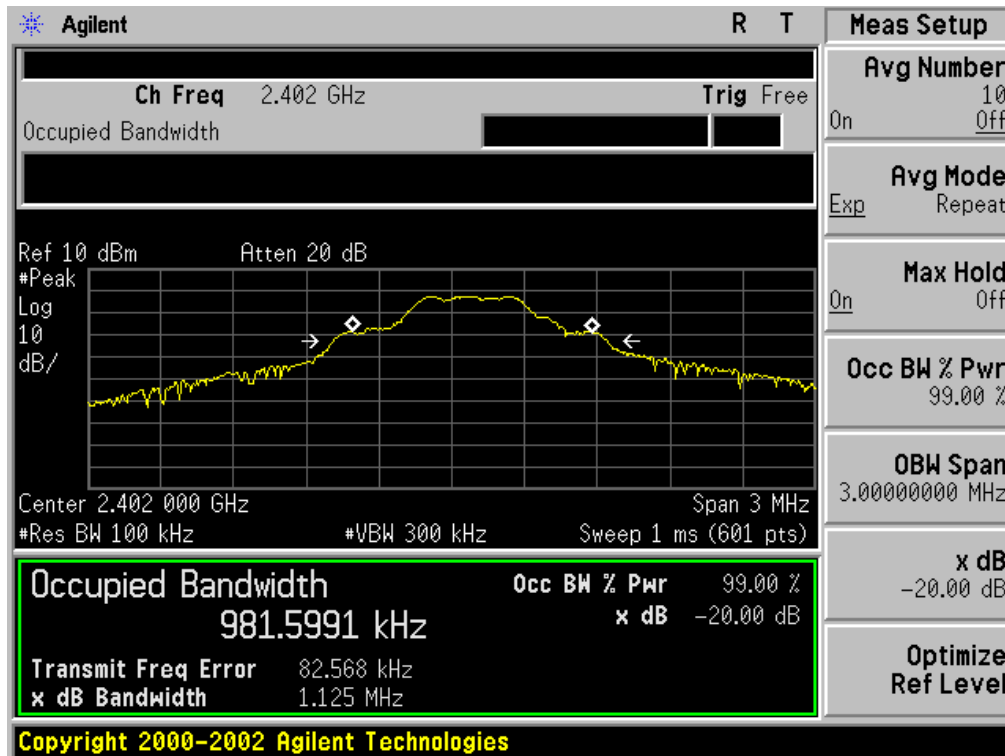 Agilent R T
Ch Freq 2.402 GHz Trig Free
Occupied Bandwidth
Ref 10 dBm Atten 20 dB
#Peak
Log
10
dB/
Center 2.402 000 GHz Span 3 MHz
#Res BW 100 kHz #VBW 300 kHz Sweep 1 ms (601 pts)
Occupied Bandwidth
981.5991 kHz
Occ BW % Pwr 99.00 %
x dB -20.00 dB
Transmit Freq Error 82.568 kHz
x dB Bandwidth 1.125 MHz
Copyright 2000-2002 Agilent Technologies
Meas Setup
Avg Number
10
On Off
Avg Mode
Exp Repeat
Max Hold
On Off
Occ BW % Pwr
99.00 %
OBW Span
3.00000000 MHz
x dB
-20.00 dB
Optimize
Ref Level